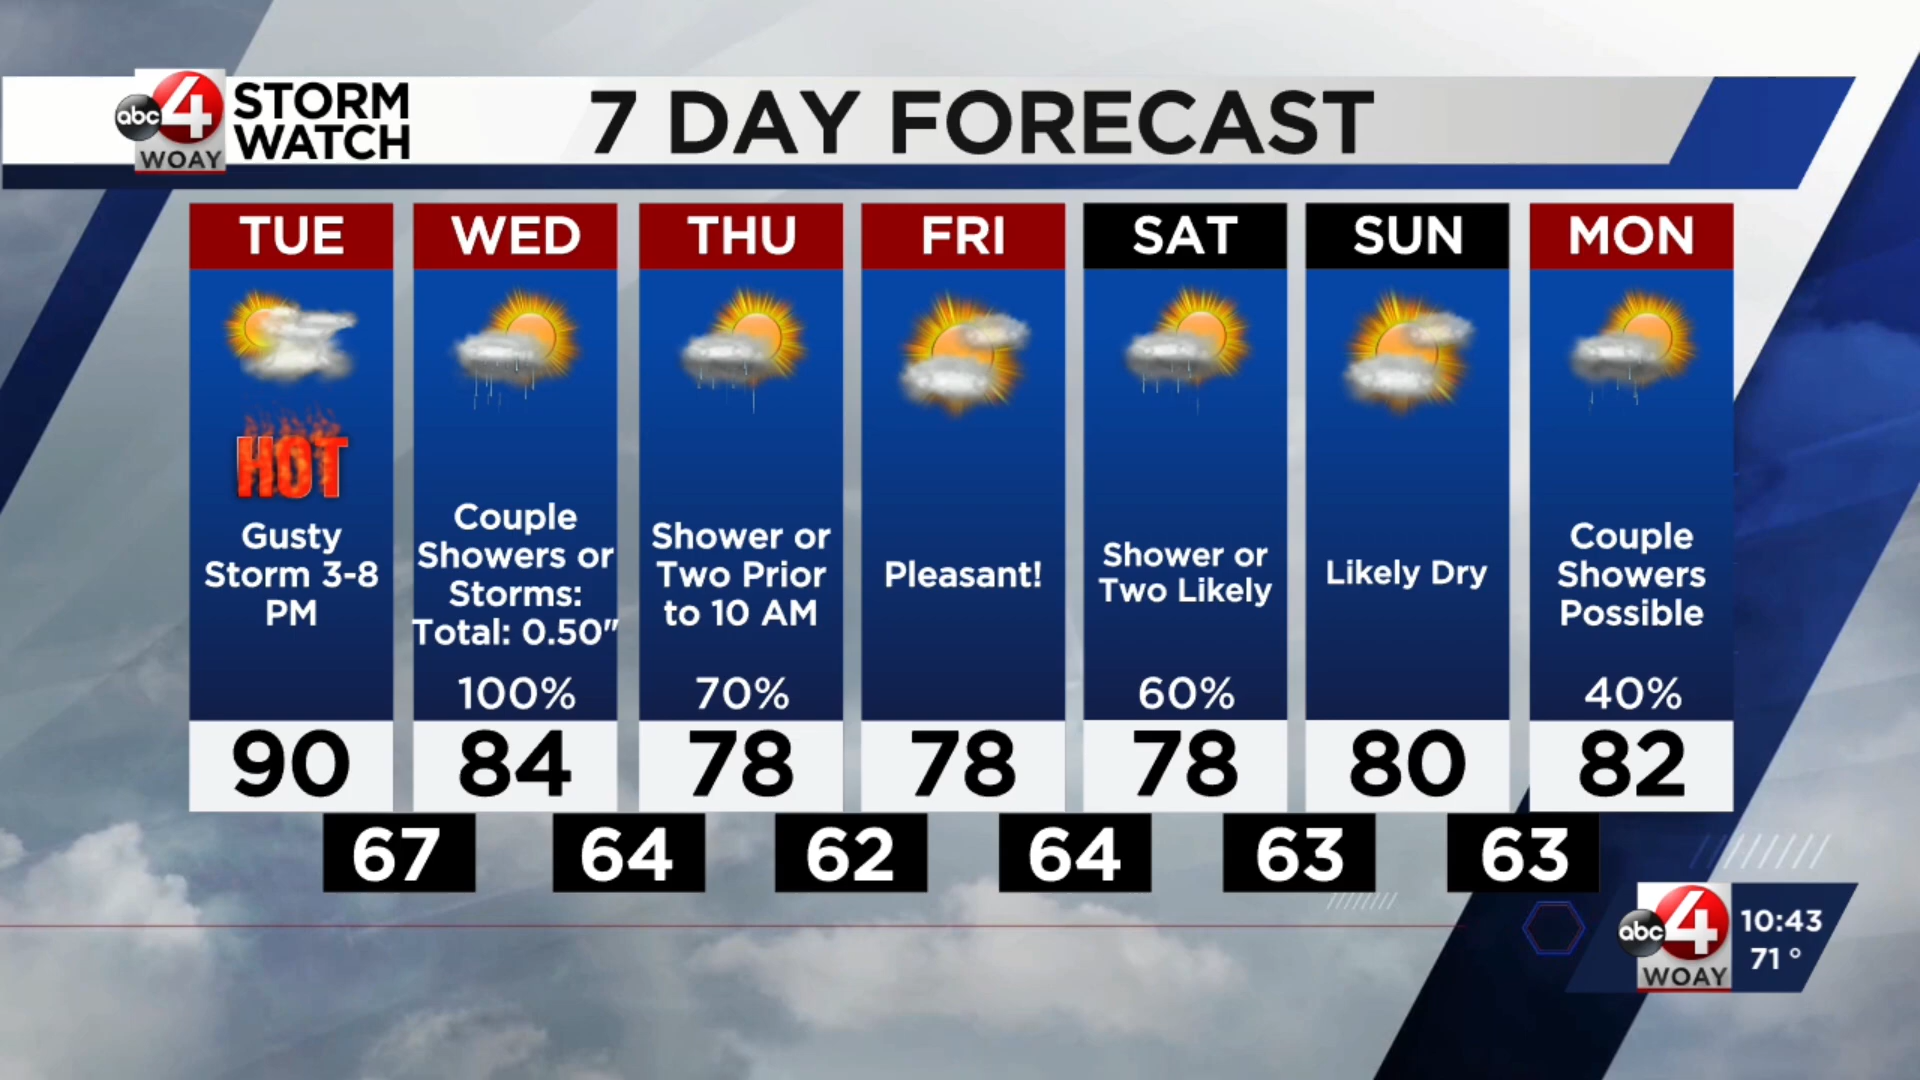 abc 4 WOAY
STORM
WATCH
7 DAY FORECAST
TUE
HOT
Gusty
Storm 3-8
PM
90
WED
Couple
Showers or
Storms:
Total: 0.50"
100%
84
THU
Shower or
Two Prior
to 10 AM
70%
78
FRI
Pleasant!
78
SAT
Shower or
Two Likely
60%
78
SUN
Likely Dry
80
MON
Couple
Showers
Possible
40%
82
67
64
62
64
63
63
abc 4 WOAY
10:43
71 °